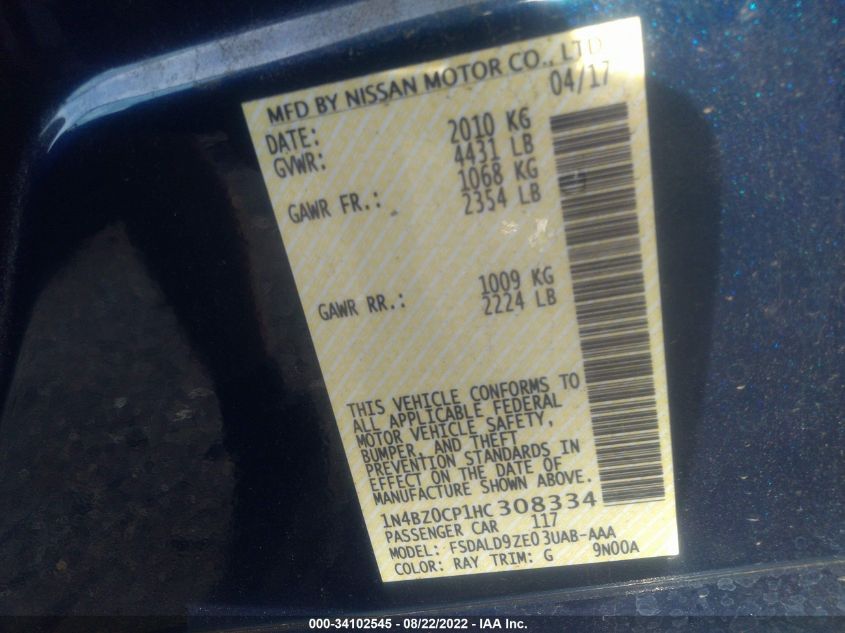 MFD BY NISSAN MOTOR CO., LTD
DATE: 04/17
GVWR: 2010 KG
4431 LB
GAWR FR.: 1068 KG
2354 LB
GAWR RR.: 1009 KG
2224 LB
THIS VEHICLE CONFORMS TO
ALL APPLICABLE FEDERAL
MOTOR VEHICLE SAFETY,
BUMPER, AND THEFT
PREVENTION STANDARDS IN
EFFECT ON THE DATE OF
MANUFACTURE SHOWN ABOVE.
1N4BZ0CP1HC308334
PASSENGER CAR 117
MODEL: FSDALD9ZE03UAB-AAA
COLOR: RAY TRIM: G 9N00A
000-34102545 - 08/22/2022 - IAA Inc.